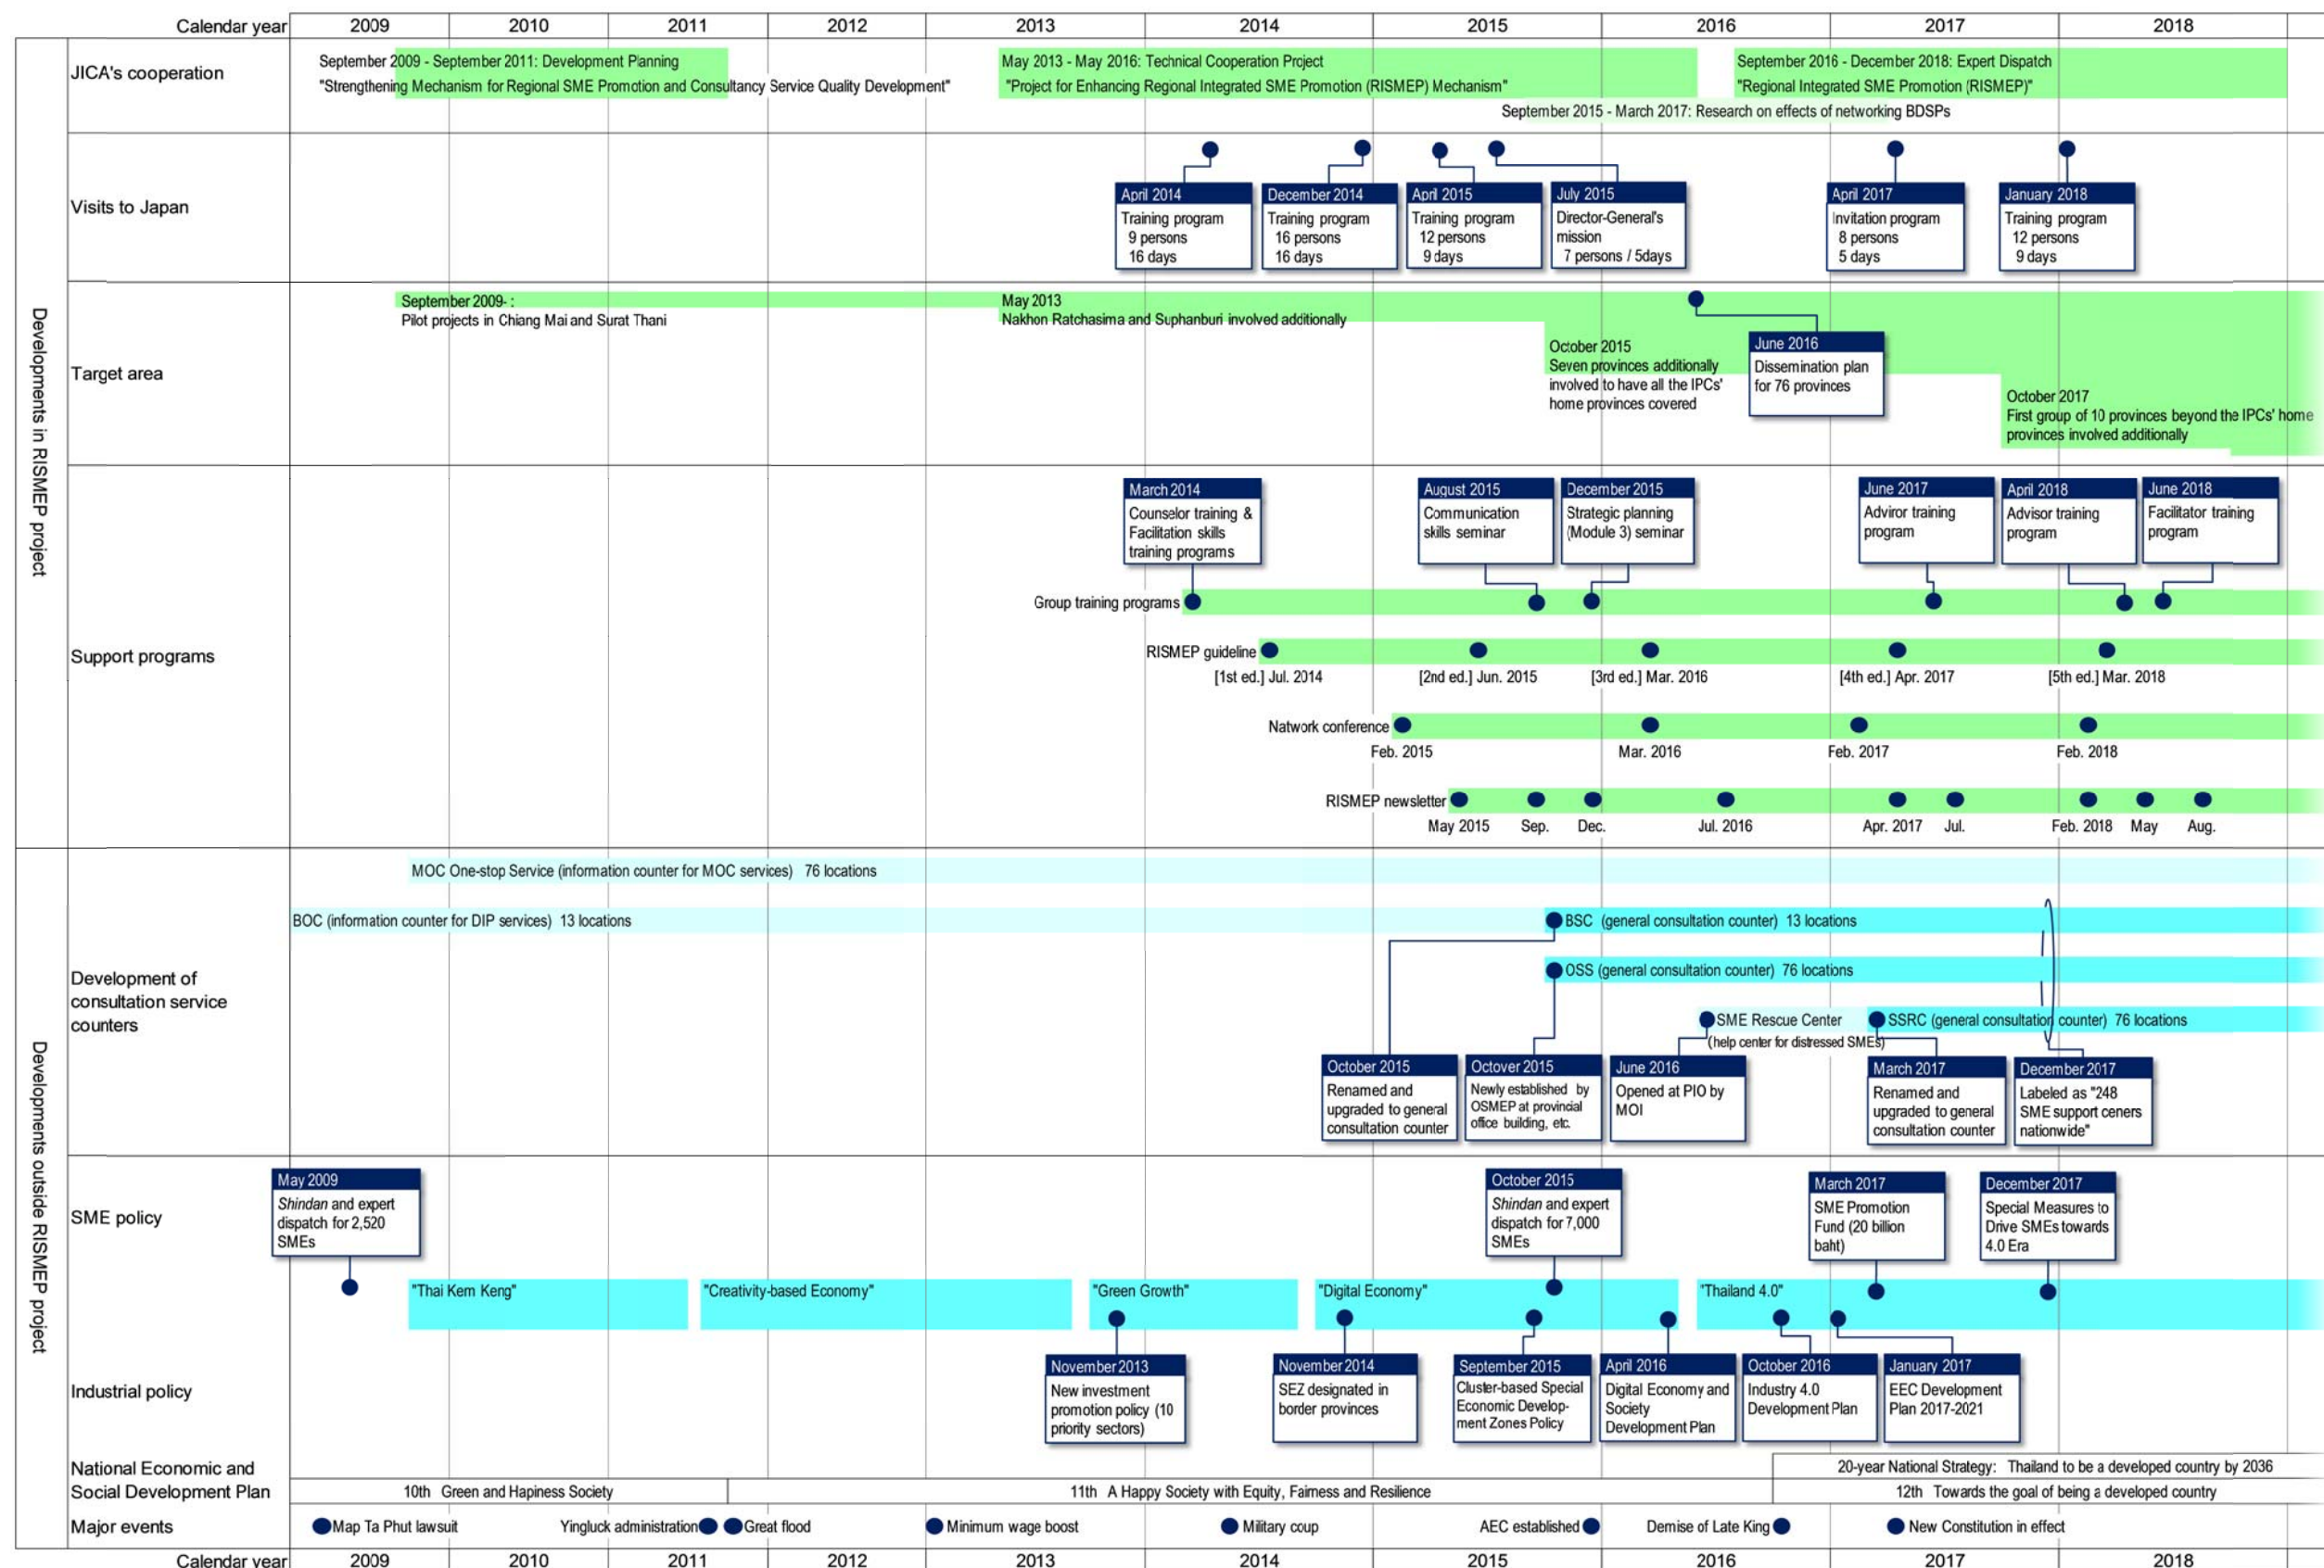 Calendar year 2009 2010 2011 2012 2013 2014 2015 2016 2017 2018
Developments in RISMEP project
JICA's cooperation
September 2009 - September 2011: Development Planning
"Strengthening Mechanism for Regional SME Promotion and Consultancy Service Quality Development"
May 2013 - May 2016: Technical Cooperation Project
"Project for Enhancing Regional Integrated SME Promotion (RISMEP) Mechanism"
September 2016 - December 2018: Expert Dispatch
"Regional Integrated SME Promotion (RISMEP)"
September 2015 - March 2017: Research on effects of networking BDSPs
Visits to Japan
April 2014
Training program
9 persons
16 days
December 2014
Training program
16 persons
16 days
April 2015
Training program
12 persons
9 days
July 2015
Director-General's
mission
7 persons / 5days
April 2017
Invitation program
8 persons
5 days
January 2018
Training program
12 persons
9 days
Target area
September 2009- :
Pilot projects in Chiang Mai and Surat Thani
May 2013
Nakhon Ratchasima and Suphanburi involved additionally
October 2015
Seven provinces additionally
involved to have all the IPCs'
home provinces covered
June 2016
Dissemination plan
for 76 provinces
October 2017
First group of 10 provinces beyond the IPCs' home
provinces involved additionally
Support programs
March 2014
Counselor training &
Facilitation skills
training programs
August 2015
Communication
skills seminar
December 2015
Strategic planning
(Module 3) seminar
June 2017
Adviror training
program
April 2018
Advisor training
program
June 2018
Facilitator training
program
Group training programs
RISMEP guideline
[1st ed.] Jul. 2014 [2nd ed.] Jun. 2015 [3rd ed.] Mar. 2016 [4th ed.] Apr. 2017 [5th ed.] Mar. 2018
Natwork conference
Feb. 2015 Mar. 2016 Feb. 2017 Feb. 2018
RISMEP newsletter
May 2015 Sep. Dec. Jul. 2016 Apr. 2017 Jul. Feb. 2018 May Aug.
Developments outside RISMEP project
Development of
consultation service
counters
MOC One-stop Service (information counter for MOC services) 76 locations
BOC (information counter for DIP services) 13 locations
BSC (general consultation counter) 13 locations
OSS (general consultation counter) 76 locations
SME Rescue Center
(help center for distressed SMEs)
SSRC (general consultation counter) 76 locations
October 2015
Renamed and
upgraded to general
consultation counter
Octover 2015
Newly established by
OSMEP at provincial
office building, etc.
June 2016
Opened at PIO by
MOI
March 2017
Renamed and
upgraded to general
consultation counter
December 2017
Labeled as "248
SME support ceners
nationwide"
SME policy
May 2009
Shindan and expert
dispatch for 2,520
SMEs
October 2015
Shindan and expert
dispatch for 7,000
SMEs
March 2017
SME Promotion
Fund (20 billion
baht)
December 2017
Special Measures to
Drive SMEs towards
4.0 Era
"Thai Kem Keng" "Creativity-based Economy" "Green Growth" "Digital Economy" "Thailand 4.0"
Industrial policy
November 2013
New investment
promotion policy (10
priority sectors)
November 2014
SEZ designated in
border provinces
September 2015
Cluster-based Special
Economic Develop-
ment Zones Policy
April 2016
Digital Economy and
Society
Development Plan
October 2016
Industry 4.0
Development Plan
January 2017
EEC Development
Plan 2017-2021
National Economic and
Social Development Plan
20-year National Strategy: Thailand to be a developed country by 2036
10th Green and Hapiness Society
11th A Happy Society with Equity, Fairness and Resilience
12th Towards the goal of being a developed country
Major events
Map Ta Phut lawsuit
Yingluck administration
Great flood
Minimum wage boost
Military coup
AEC established
Demise of Late King
New Constitution in effect
Calendar year 2009 2010 2011 2012 2013 2014 2015 2016 2017 2018